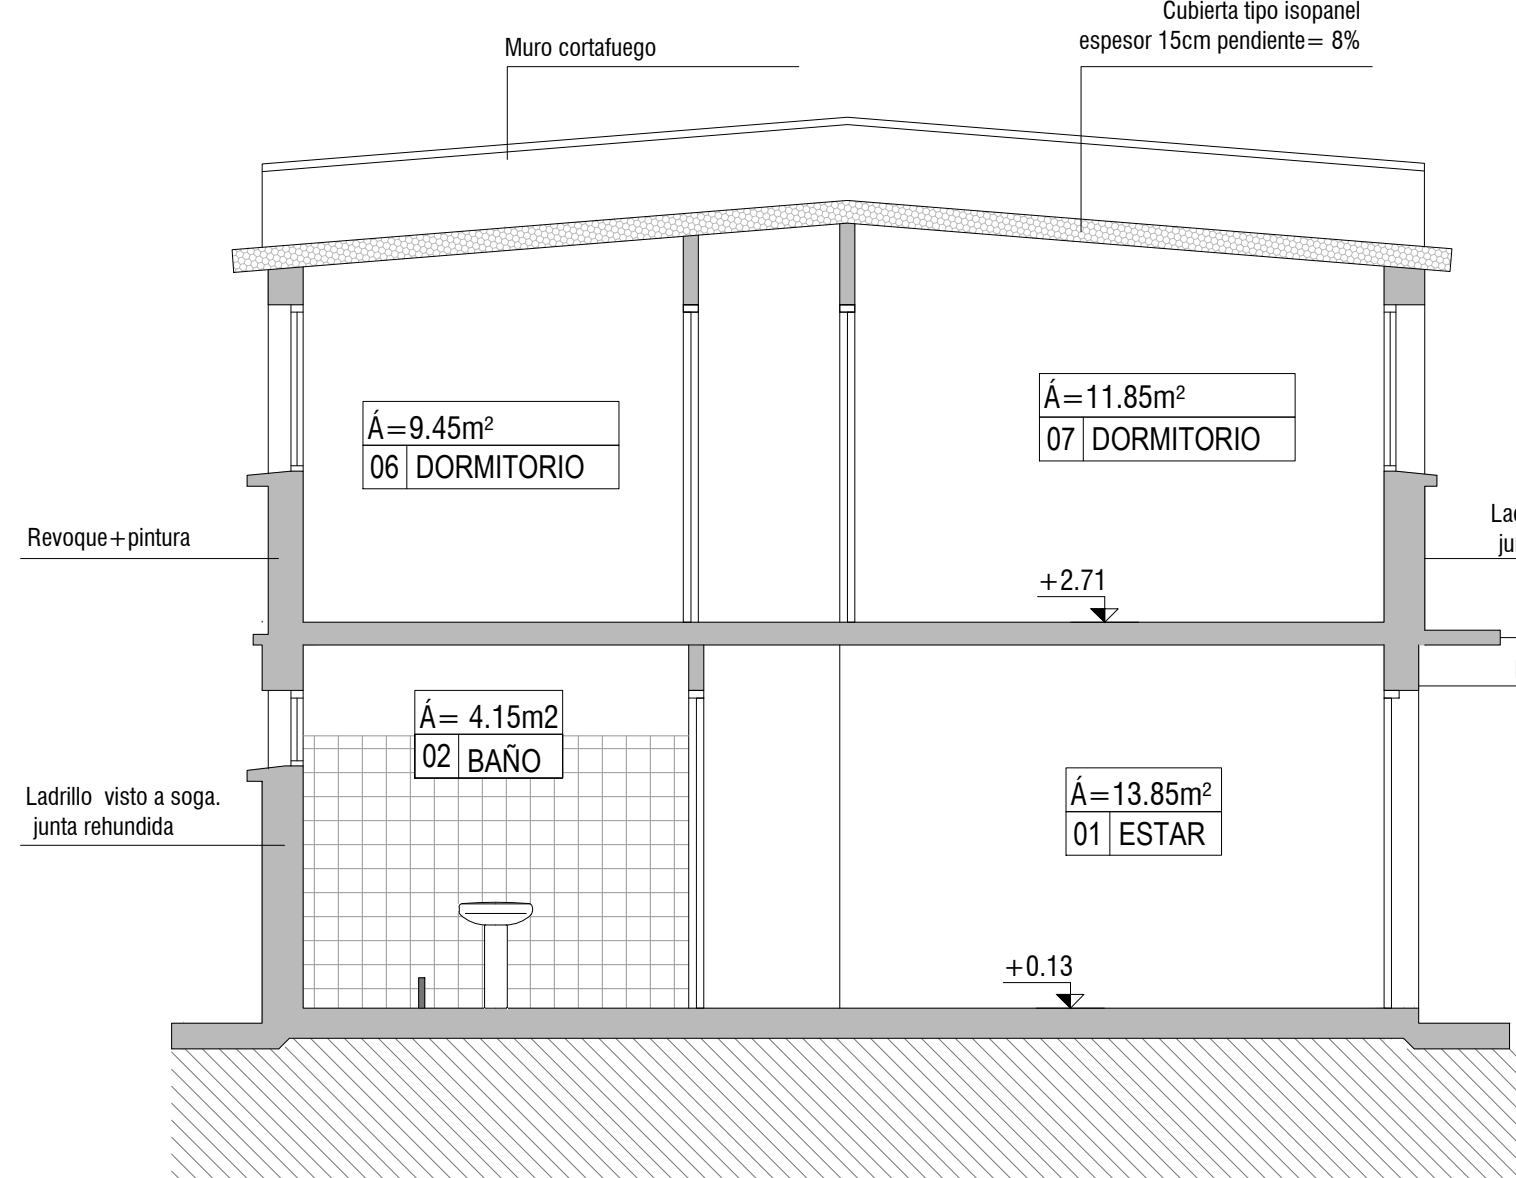 Cubierta tipo isopanel
espesor 15cm pendiente= 8%
Muro cortafuego
Á=11.85m²
07 DORMITORIO
Á=9.45m²
06 DORMITORIO
Revoque+pintura
+2.71
Á= 4.15m2
02 BAÑO
Ladrillo visto a soga.
junta rehundida
Á=13.85m²
01 ESTAR
+0.13